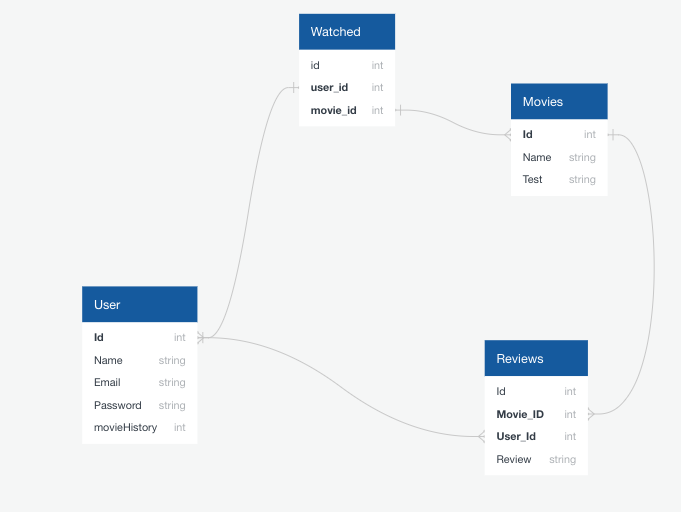 Watched
id int
user_id int
movie_id int
Movies
Id int
Name string
Test string
User
Id int
Name string
Email string
Password string
movieHistory int
Reviews
Id int
Movie_ID int
User_Id int
Review string